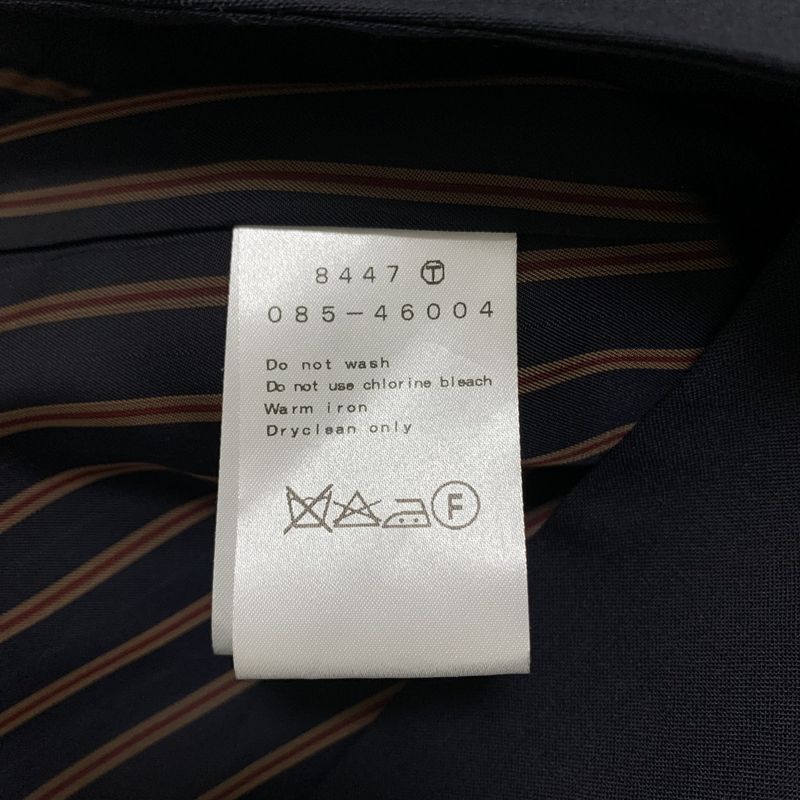 8447 Ⓣ
085-46004
Do not wash
Do not use chlorine bleach
Warm iron
Dryclean only
F